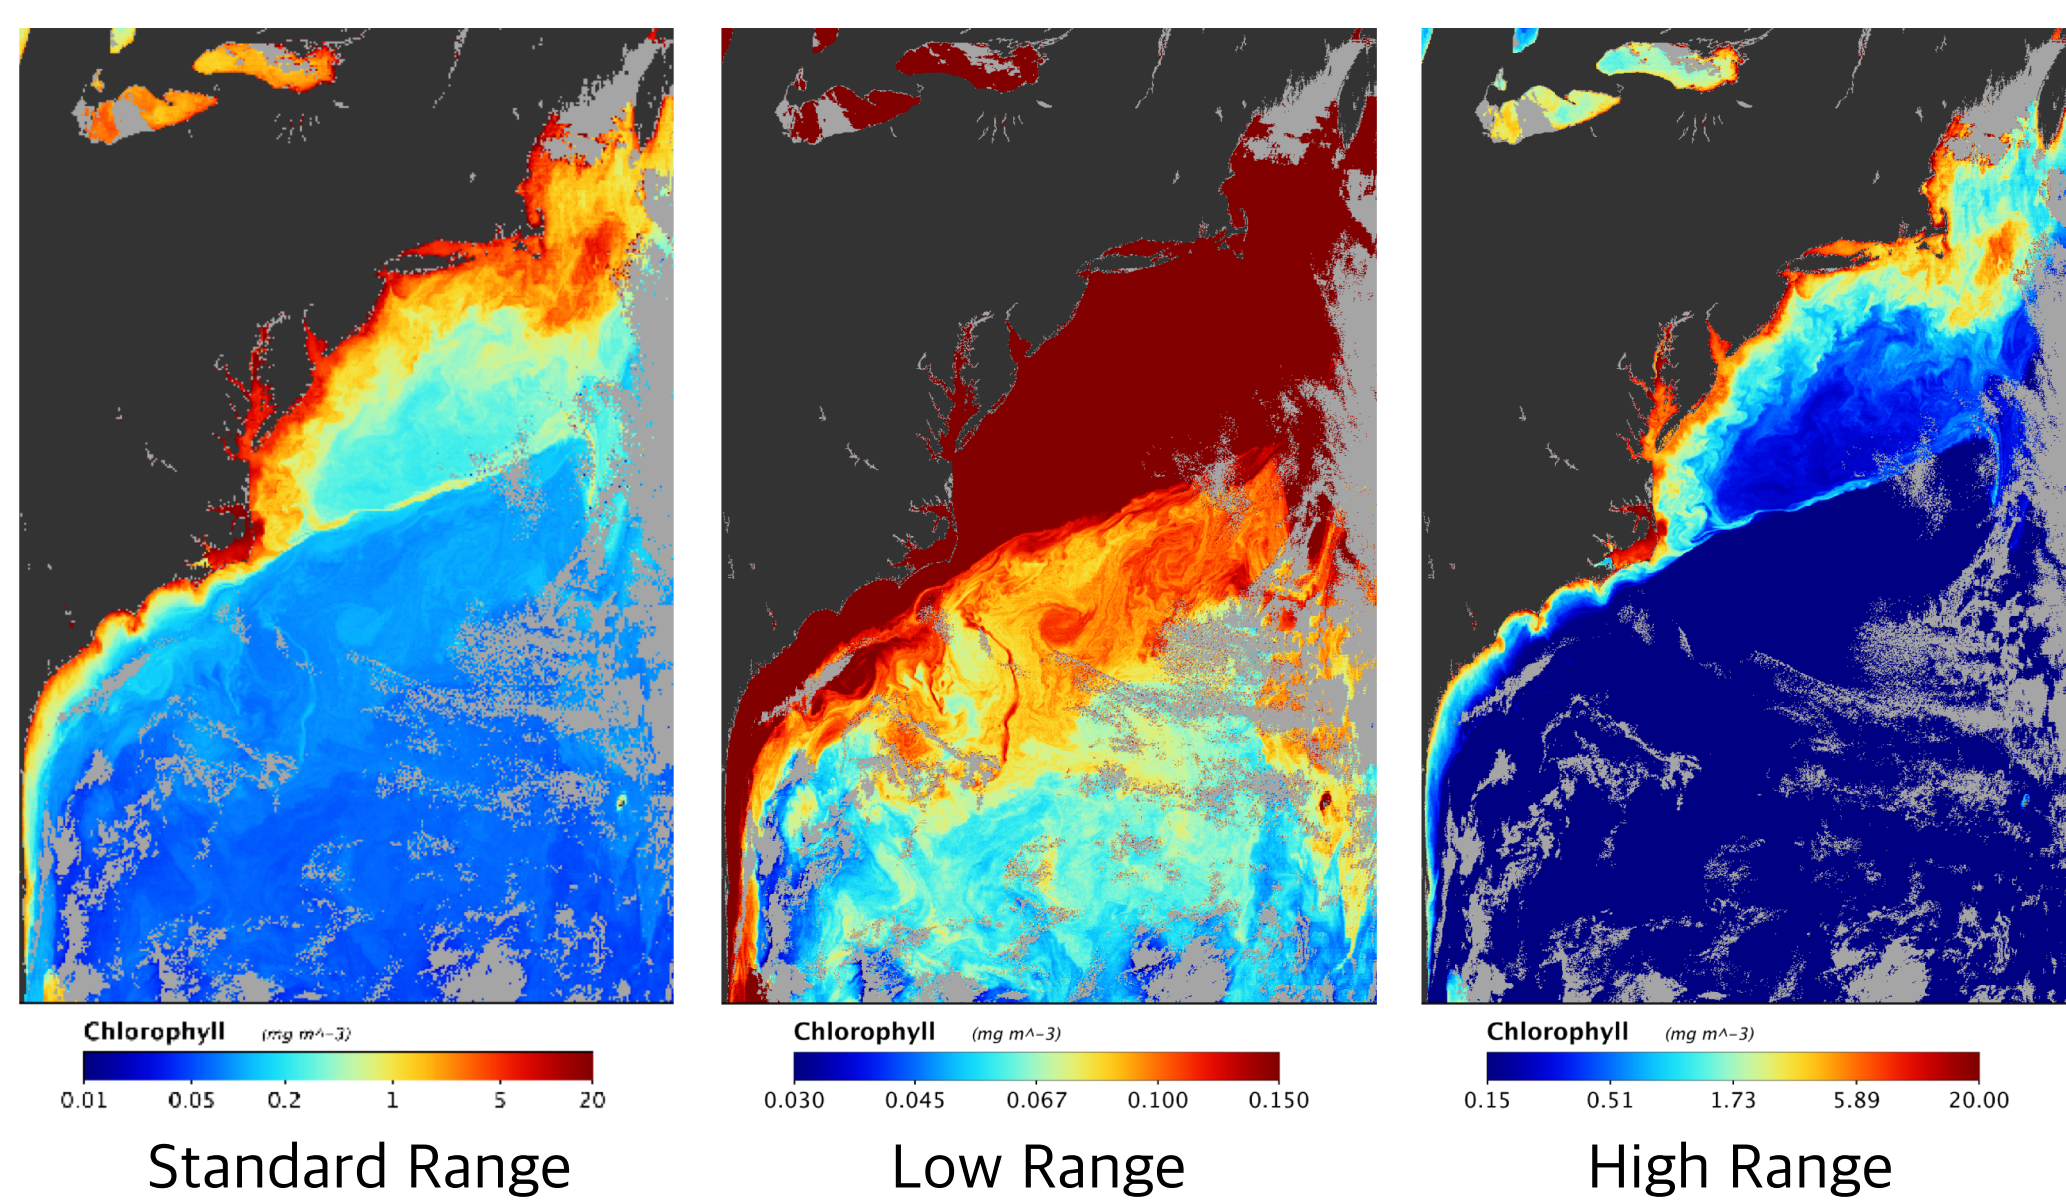 Chlorophyll (mg m^-3)
0.01 0.05 0.2 1 5 20
Standard Range
Chlorophyll (mg m^-3)
0.030 0.045 0.067 0.100 0.150
Low Range
Chlorophyll (mg m^-3)
0.15 0.51 1.73 5.89 20.00
High Range